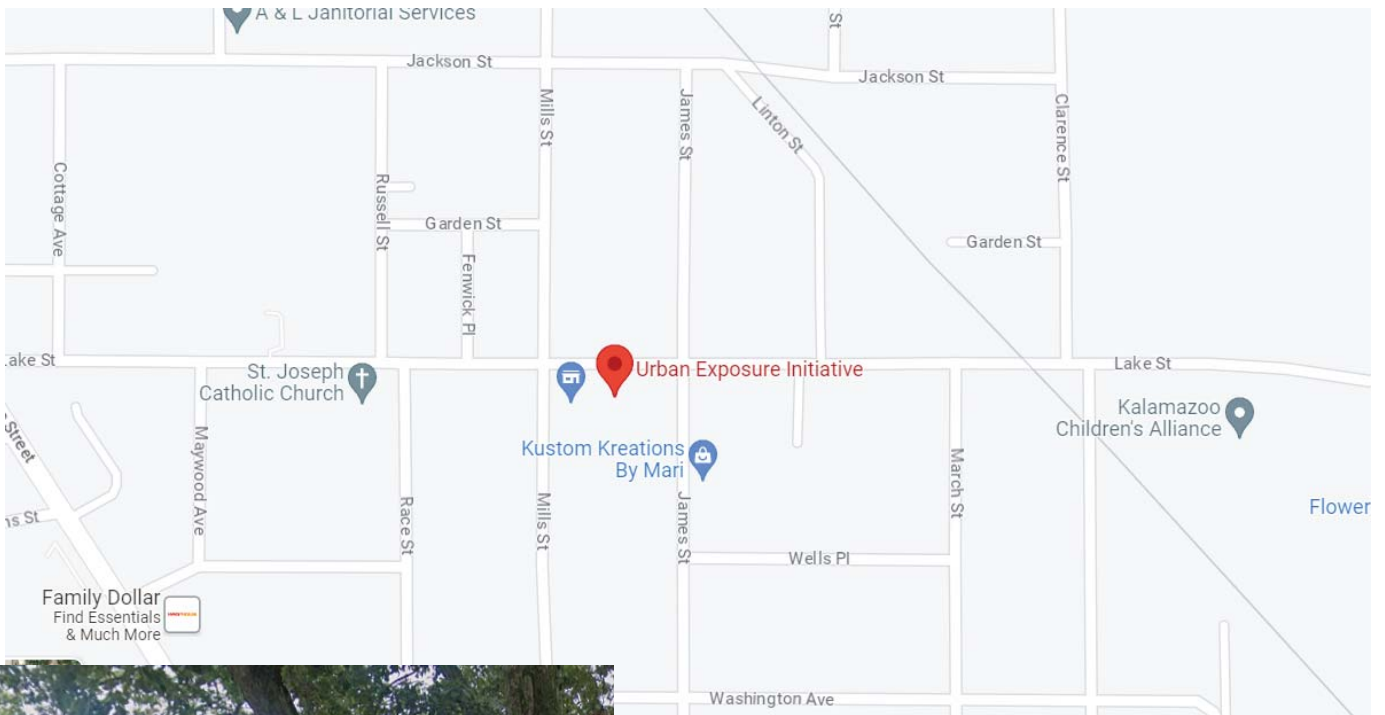 A & L Janitorial Services
St
Jackson St
Jackson St
Mills St
James St
Linton St
Clarence St
Cottage Ave
Russell St
Garden St
Garden St
Fenwick Pl
Lake St
St. Joseph
Catholic Church
Urban Exposure Initiative
Lake St
Kalamazoo
Children's Alliance
Kustom Kreations
By Mari
Street
Maywood Ave
Race St
Mills St
James St
March St
Flower
ns St
Wells Pl
Family Dollar
Find Essentials
& Much More
Washington Ave